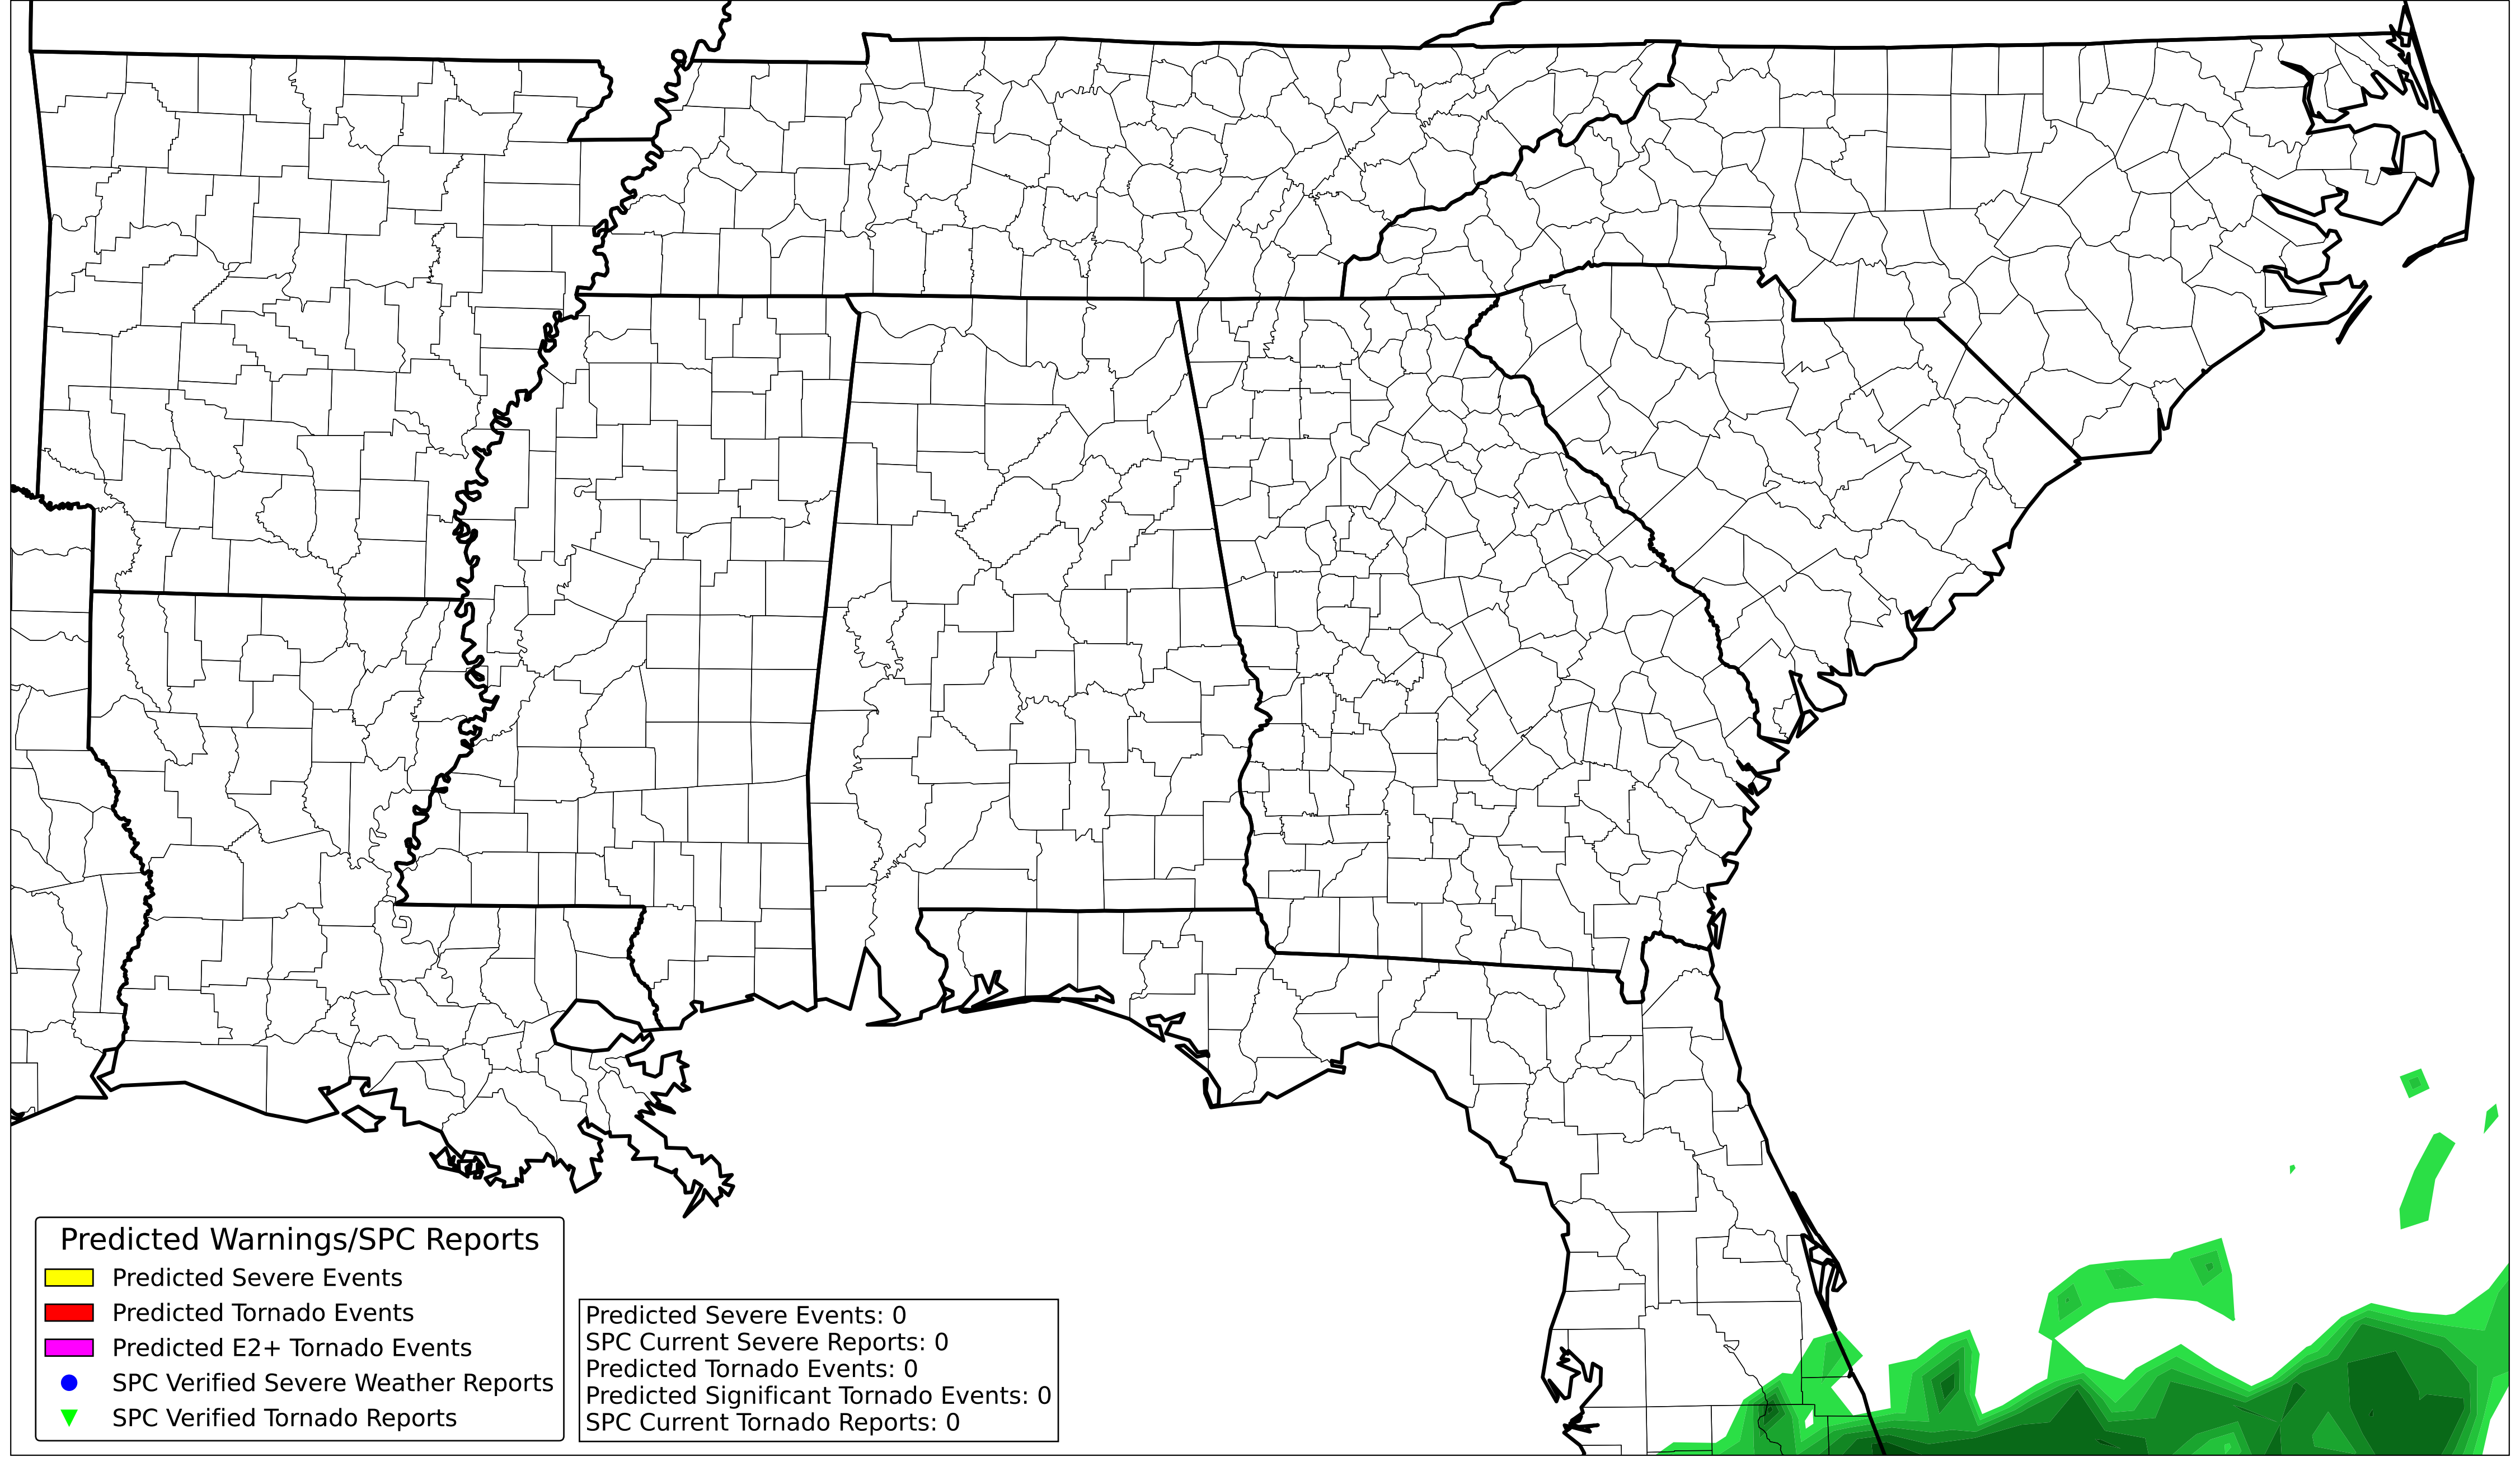 Predicted Warnings/SPC Reports
Predicted Severe Events
Predicted Tornado Events
Predicted E2+ Tornado Events
SPC Verified Severe Weather Reports
SPC Verified Tornado Reports
Predicted Severe Events: 0
SPC Current Severe Reports: 0
Predicted Tornado Events: 0
Predicted Significant Tornado Events: 0
SPC Current Tornado Reports: 0